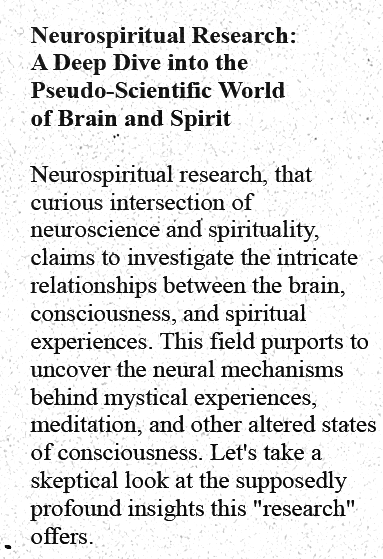 Neurospiritual Research:
A Deep Dive into the
Pseudo-Scientific World
of Brain and Spirit
Neurospiritual research, that
curious intersection of
neuroscience and spirituality,
claims to investigate the intricate
relationships between the brain,
consciousness, and spiritual
experiences. This field purports to
uncover the neural mechanisms
behind mystical experiences,
meditation, and other altered states
of consciousness. Let's take a
skeptical look at the supposedly
profound insights this "research"
offers.